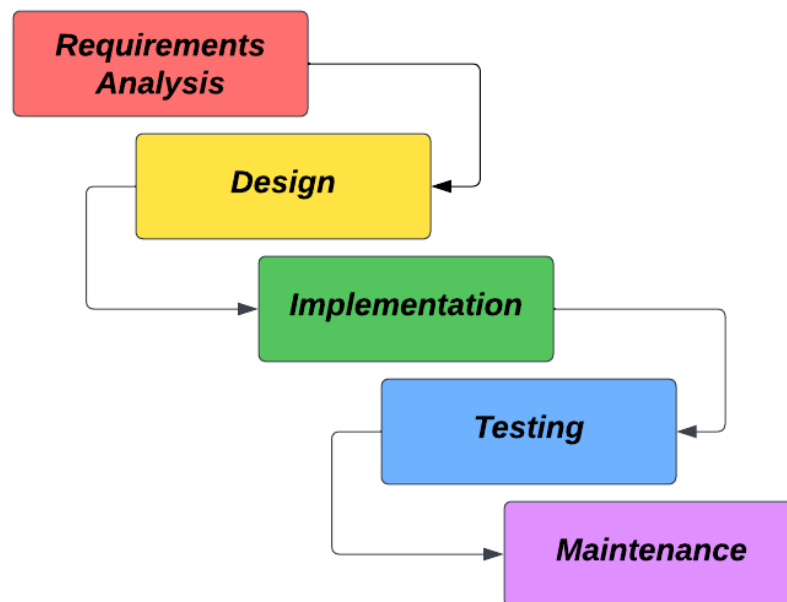 Requirements
Analysis
Design
Implementation
Testing
Maintenance